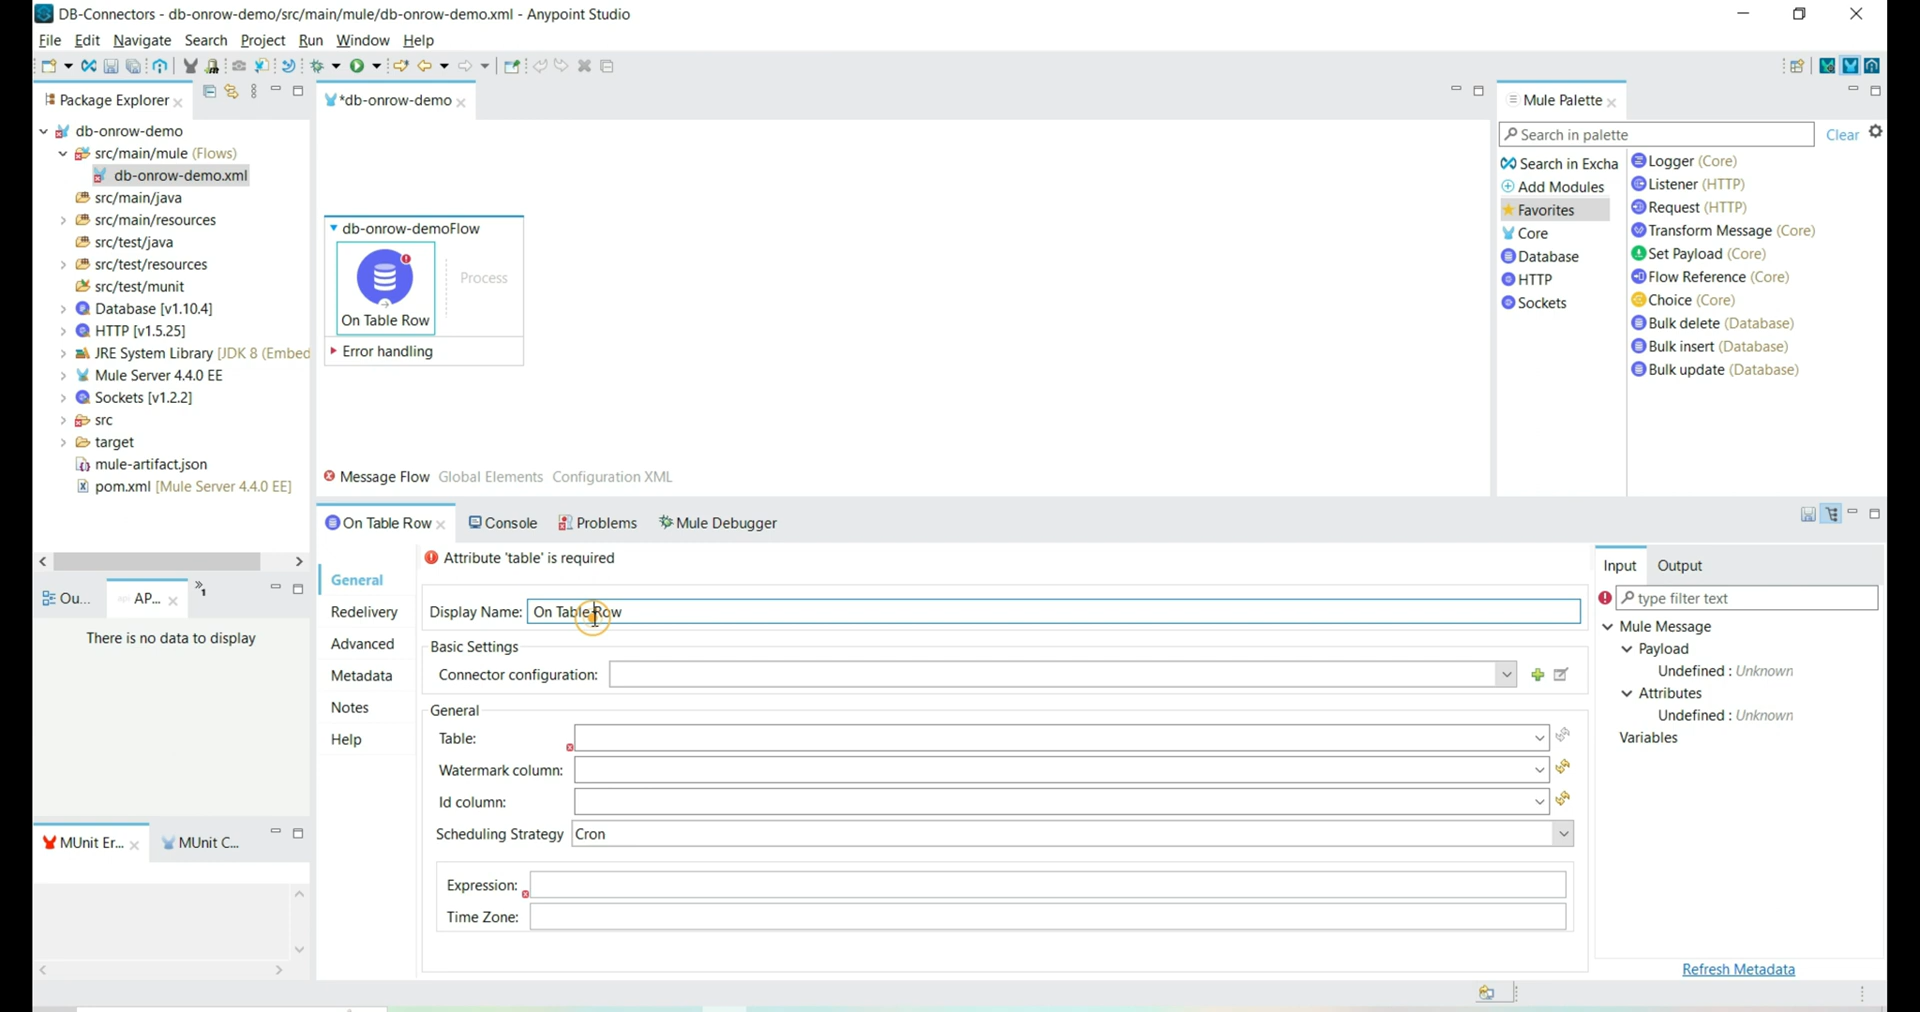 DB-Connectors - db-onrow-demo/src/main/mule/db-onrow-demo.xml - Anypoint Studio
File Edit Navigate Search Project Run Window Help
Package Explorer
db-onrow-demo
src/main/mule (Flows)
db-onrow-demo.xml
src/main/java
src/main/resources
src/test/java
src/test/resources
src/test/munit
Database [v1.10.4]
HTTP [v1.5.25]
JRE System Library [JDK 8 (Embed
Mule Server 4.4.0 EE
Sockets [v1.2.2]
src
target
mule-artifact.json
pom.xml [Mule Server 4.4.0 EE]
Ou...
AP...
1
There is no data to display
MUnit Er...
MUnit C...
*db-onrow-demo
db-onrow-demoFlow
Process
On Table Row
Error handling
Message Flow Global Elements Configuration XML
Mule Palette
Search in palette
Clear
Search in Excha
Add Modules
Favorites
Core
Database
HTTP
Sockets
Logger (Core)
Listener (HTTP)
Request (HTTP)
Transform Message (Core)
Set Payload (Core)
Flow Reference (Core)
Choice (Core)
Bulk delete (Database)
Bulk insert (Database)
Bulk update (Database)
On Table Row Console Problems Mule Debugger
Attribute 'table' is required
General
Redelivery
Advanced
Metadata
Notes
Help
Display Name: On Table Row
Basic Settings
Connector configuration:
General
Table:
Watermark column:
Id column:
Scheduling Strategy Cron
Expression:
Time Zone:
Input Output
type filter text
Mule Message
Payload
Undefined : Unknown
Attributes
Undefined : Unknown
Variables
Refresh Metadata